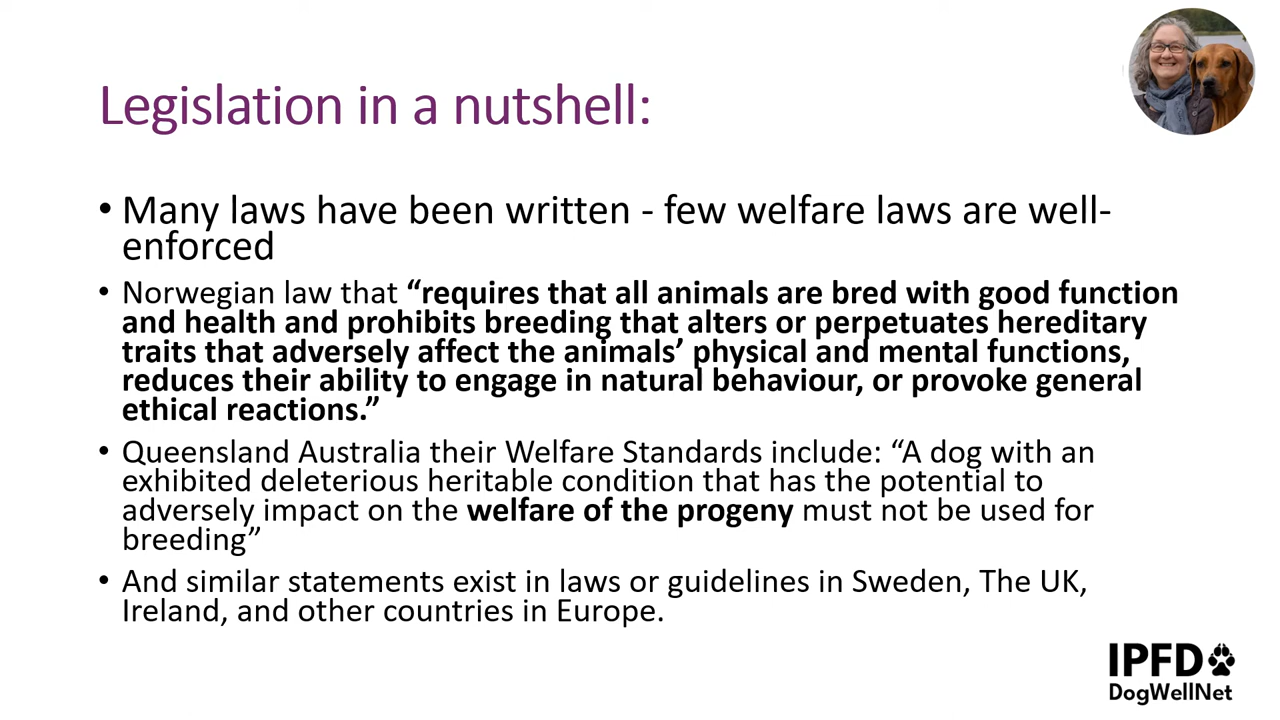 Legislation in a nutshell:
• Many laws have been written - few welfare laws are well-
enforced
• Norwegian law that “requires that all animals are bred with good function
and health and prohibits breeding that alters or perpetuates hereditary
traits that adversely affect the animals’ physical and mental functions,
reduces their ability to engage in natural behaviour, or provoke general
ethical reactions.”
• Queensland Australia their Welfare Standards include: “A dog with an
exhibited deleterious heritable condition that has the potential to
adversely impact on the welfare of the progeny must not be used for
breeding”
• And similar statements exist in laws or guidelines in Sweden, The UK,
Ireland, and other countries in Europe.
IPFD
DogWellNet